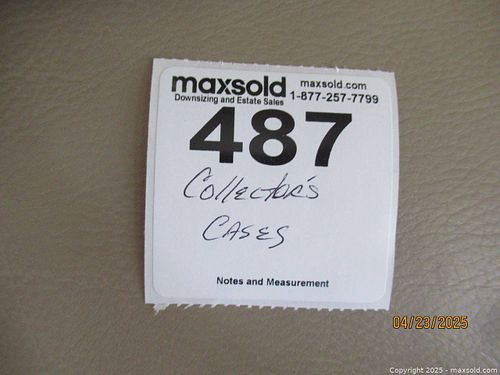 maxsold maxsold.com
Downsizing and Estate Sales 1-877-257-7799
487
Collector's
Cases
Notes and Measurement
04/23/2025
Copyright © 2025 - maxsold.com